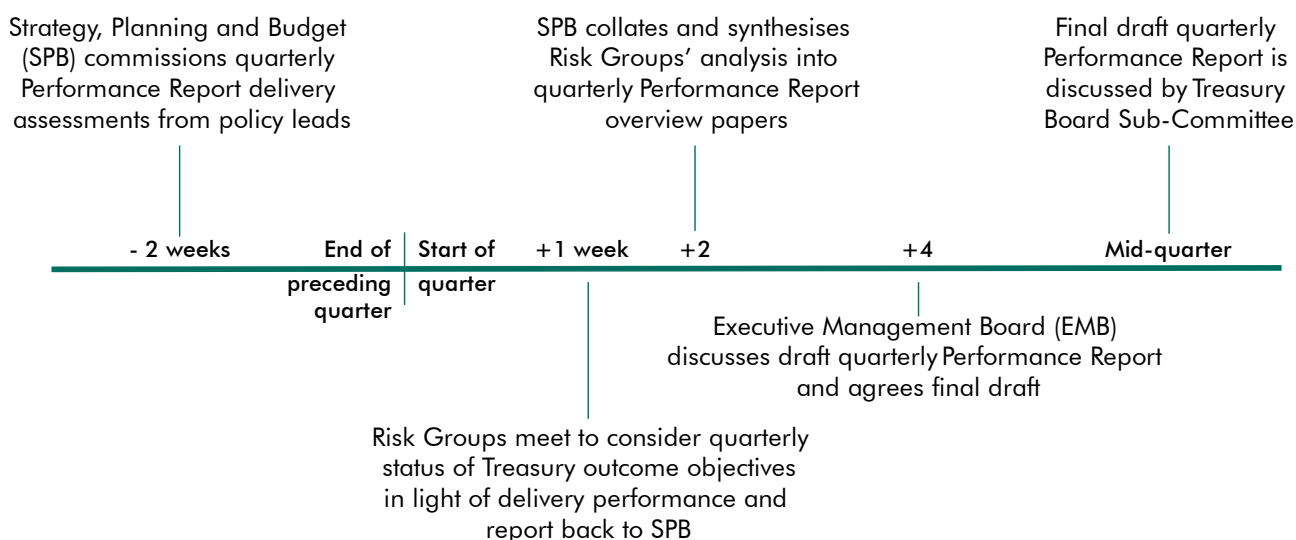 Strategy, Planning and Budget
(SPB) commissions quarterly
Performance Report delivery
assessments from policy leads
SPB collates and synthesises
Risk Groups’ analysis into
quarterly Performance Report
overview papers
Final draft quarterly
Performance Report is
discussed by Treasury
Board Sub-Committee
- 2 weeks
End of
preceding
quarter
Start of
quarter
+1 week
+2
+4
Mid-quarter
Executive Management Board (EMB)
discusses draft quarterly Performance Report
and agrees final draft
Risk Groups meet to consider quarterly
status of Treasury outcome objectives
in light of delivery performance and
report back to SPB